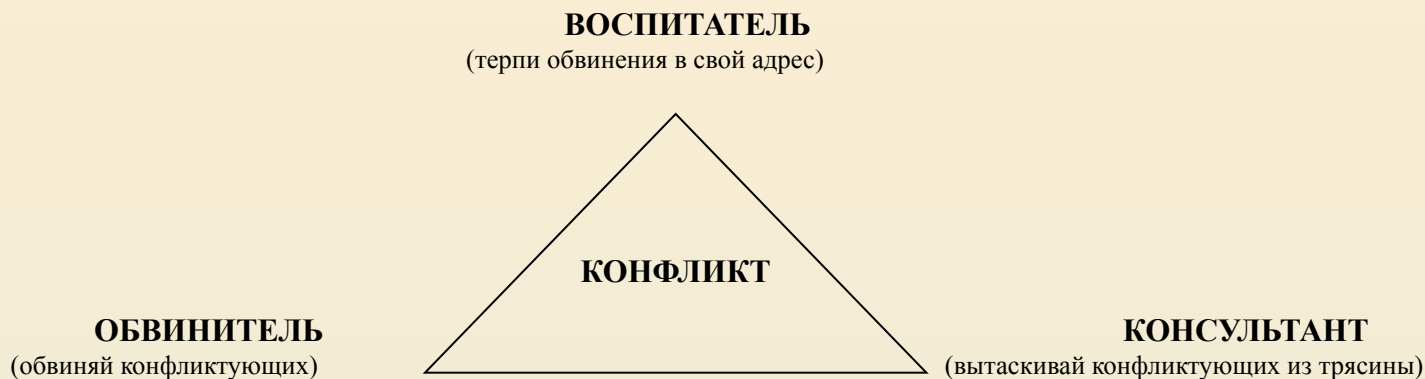 ВОСПИТАТЕЛЬ
(терпи обвинения в свой адрес)
КОНФЛИКТ
ОБВИНИТЕЛЬ
(обвиняй конфликтующих)
КОНСУЛЬТАНТ
(вытаскивай конфликтующих из трясины)